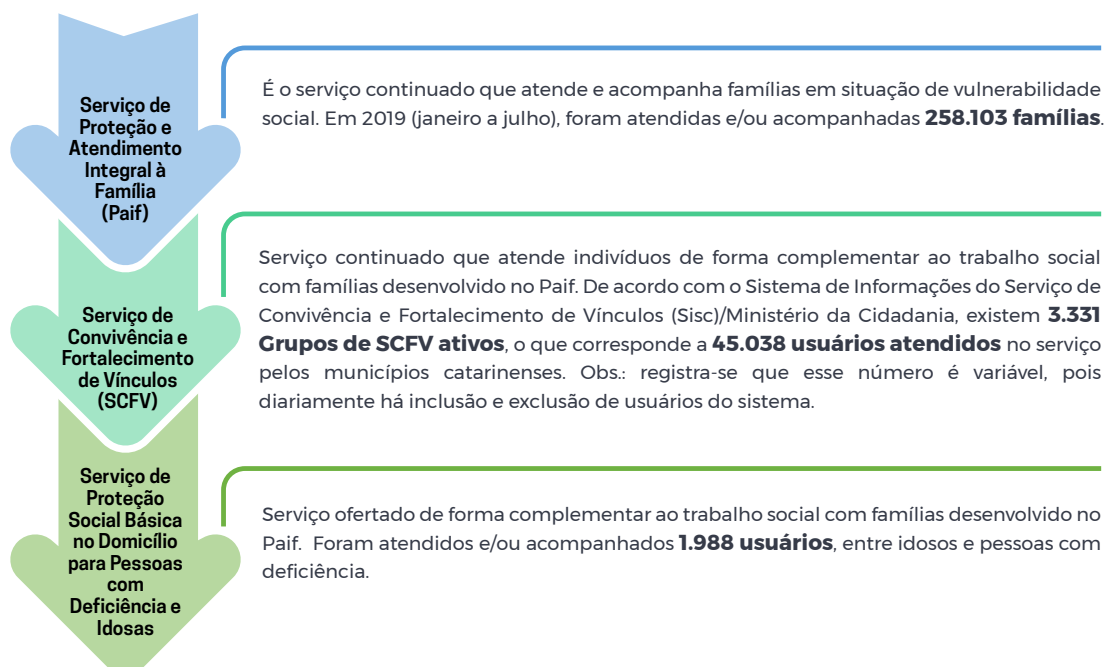 Serviço de
Proteção e
Atendimento
Integral à
Família
(Paif)
É o serviço continuado que atende e acompanha famílias em situação de vulnerabilidade
social. Em 2019 (janeiro a julho), foram atendidas e/ou acompanhadas 258.103 famílias.
Serviço de
Convivência e
Fortalecimento
de Vínculos
(SCFV)
Serviço continuado que atende indivíduos de forma complementar ao trabalho social
com famílias desenvolvido no Paif. De acordo com o Sistema de Informações do Serviço de
Convivência e Fortalecimento de Vínculos (Sisc)/Ministério da Cidadania, existem 3.331
Grupos de SCFV ativos, o que corresponde a 45.038 usuários atendidos no serviço
pelos municípios catarinenses. Obs.: registra-se que esse número é variável, pois
diariamente há inclusão e exclusão de usuários do sistema.
Serviço de
Proteção
Social Básica
no Domicílio
para Pessoas
com
Deficiência e
Idosas
Serviço ofertado de forma complementar ao trabalho social com famílias desenvolvido no
Paif. Foram atendidos e/ou acompanhados 1.988 usuários, entre idosos e pessoas com
deficiência.